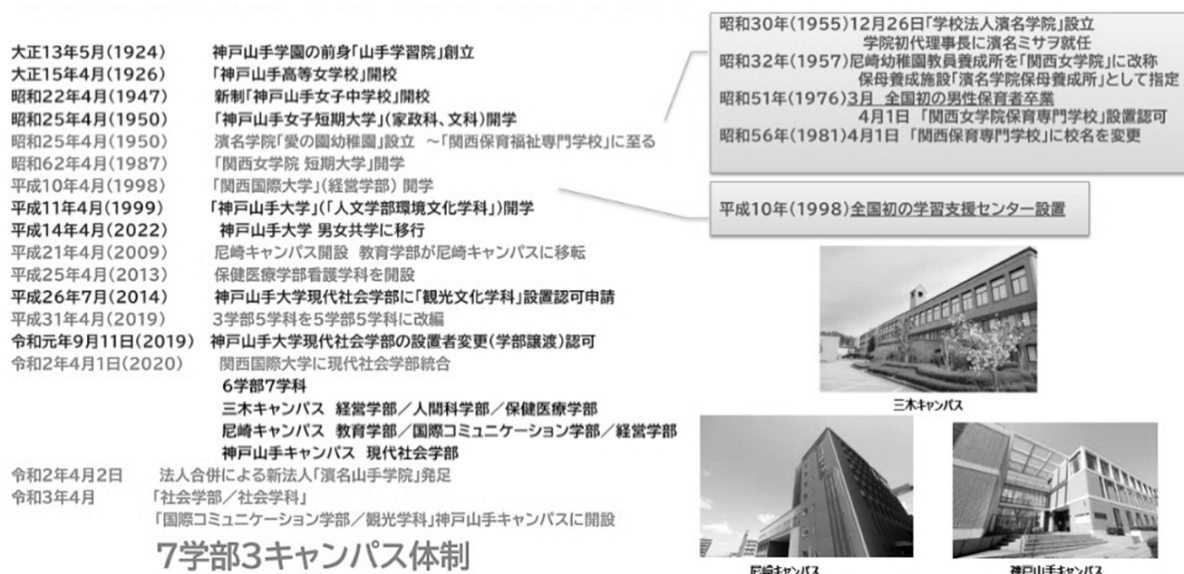 大正13年5月(1924) 神戸山手学園の前身「山手学習院」創立
大正15年4月(1926) 「神戸山手高等女学校」開校
昭和22年4月(1947) 新制「神戸山手女子中学校」開校
昭和25年4月(1950) 「神戸山手女子短期大学」(家政科、文科)開学
昭和25年4月(1950) 濱名学院「愛の園幼稚園」設立 ~「関西保育福祉専門学校」に至る
昭和62年4月(1987) 「関西女学院 短期大学」開学
平成10年4月(1998) 「関西国際大学」(経営学部) 開学
平成11年4月(1999) 「神戸山手大学」(「人文学部環境文化学科」)開学
平成14年4月(2022) 神戸山手大学 男女共学に移行
平成21年4月(2009) 尼崎キャンパス開設 教育学部が尼崎キャンパスに移転
平成25年4月(2013) 保健医療学部看護学科を開設
平成26年7月(2014) 神戸山手大学現代社会学部に「観光文化学科」設置認可申請
平成31年4月(2019) 3学部5学科を5学部5学科に改編
令和元年9月11日(2019) 神戸山手大学現代社会学部の設置者変更(学部譲渡)認可
令和2年4月1日(2020) 関西国際大学に現代社会学部統合
6学部7学科
三木キャンパス 経営学部/人間科学部/保健医療学部
尼崎キャンパス 教育学部/国際コミュニケーション学部/経営学部
神戸山手キャンパス 現代社会学部
令和2年4月2日 法人合併による新法人「濱名山手学院」発足
令和3年4月 「社会学部/社会学科」
「国際コミュニケーション学部/観光学科」神戸山手キャンパスに開設
7学部3キャンパス体制
昭和30年(1955)12月26日「学校法人濱名学院」設立
学院初代理事長に濱名ミサヲ就任
昭和32年(1957)尼崎幼稚園教員養成所を「関西女学院」に改称
保母養成施設「濱名学院保母養成所」として指定
昭和51年(1976)3月 全国初の男性保育者卒業
4月1日 「関西女学院保育専門学校」設置認可
昭和56年(1981)4月1日 「関西保育専門学校」に校名を変更
平成10年(1998)全国初の学習支援センター設置
三木キャンパス
尼崎キャンパス
神戸山手キャンパス